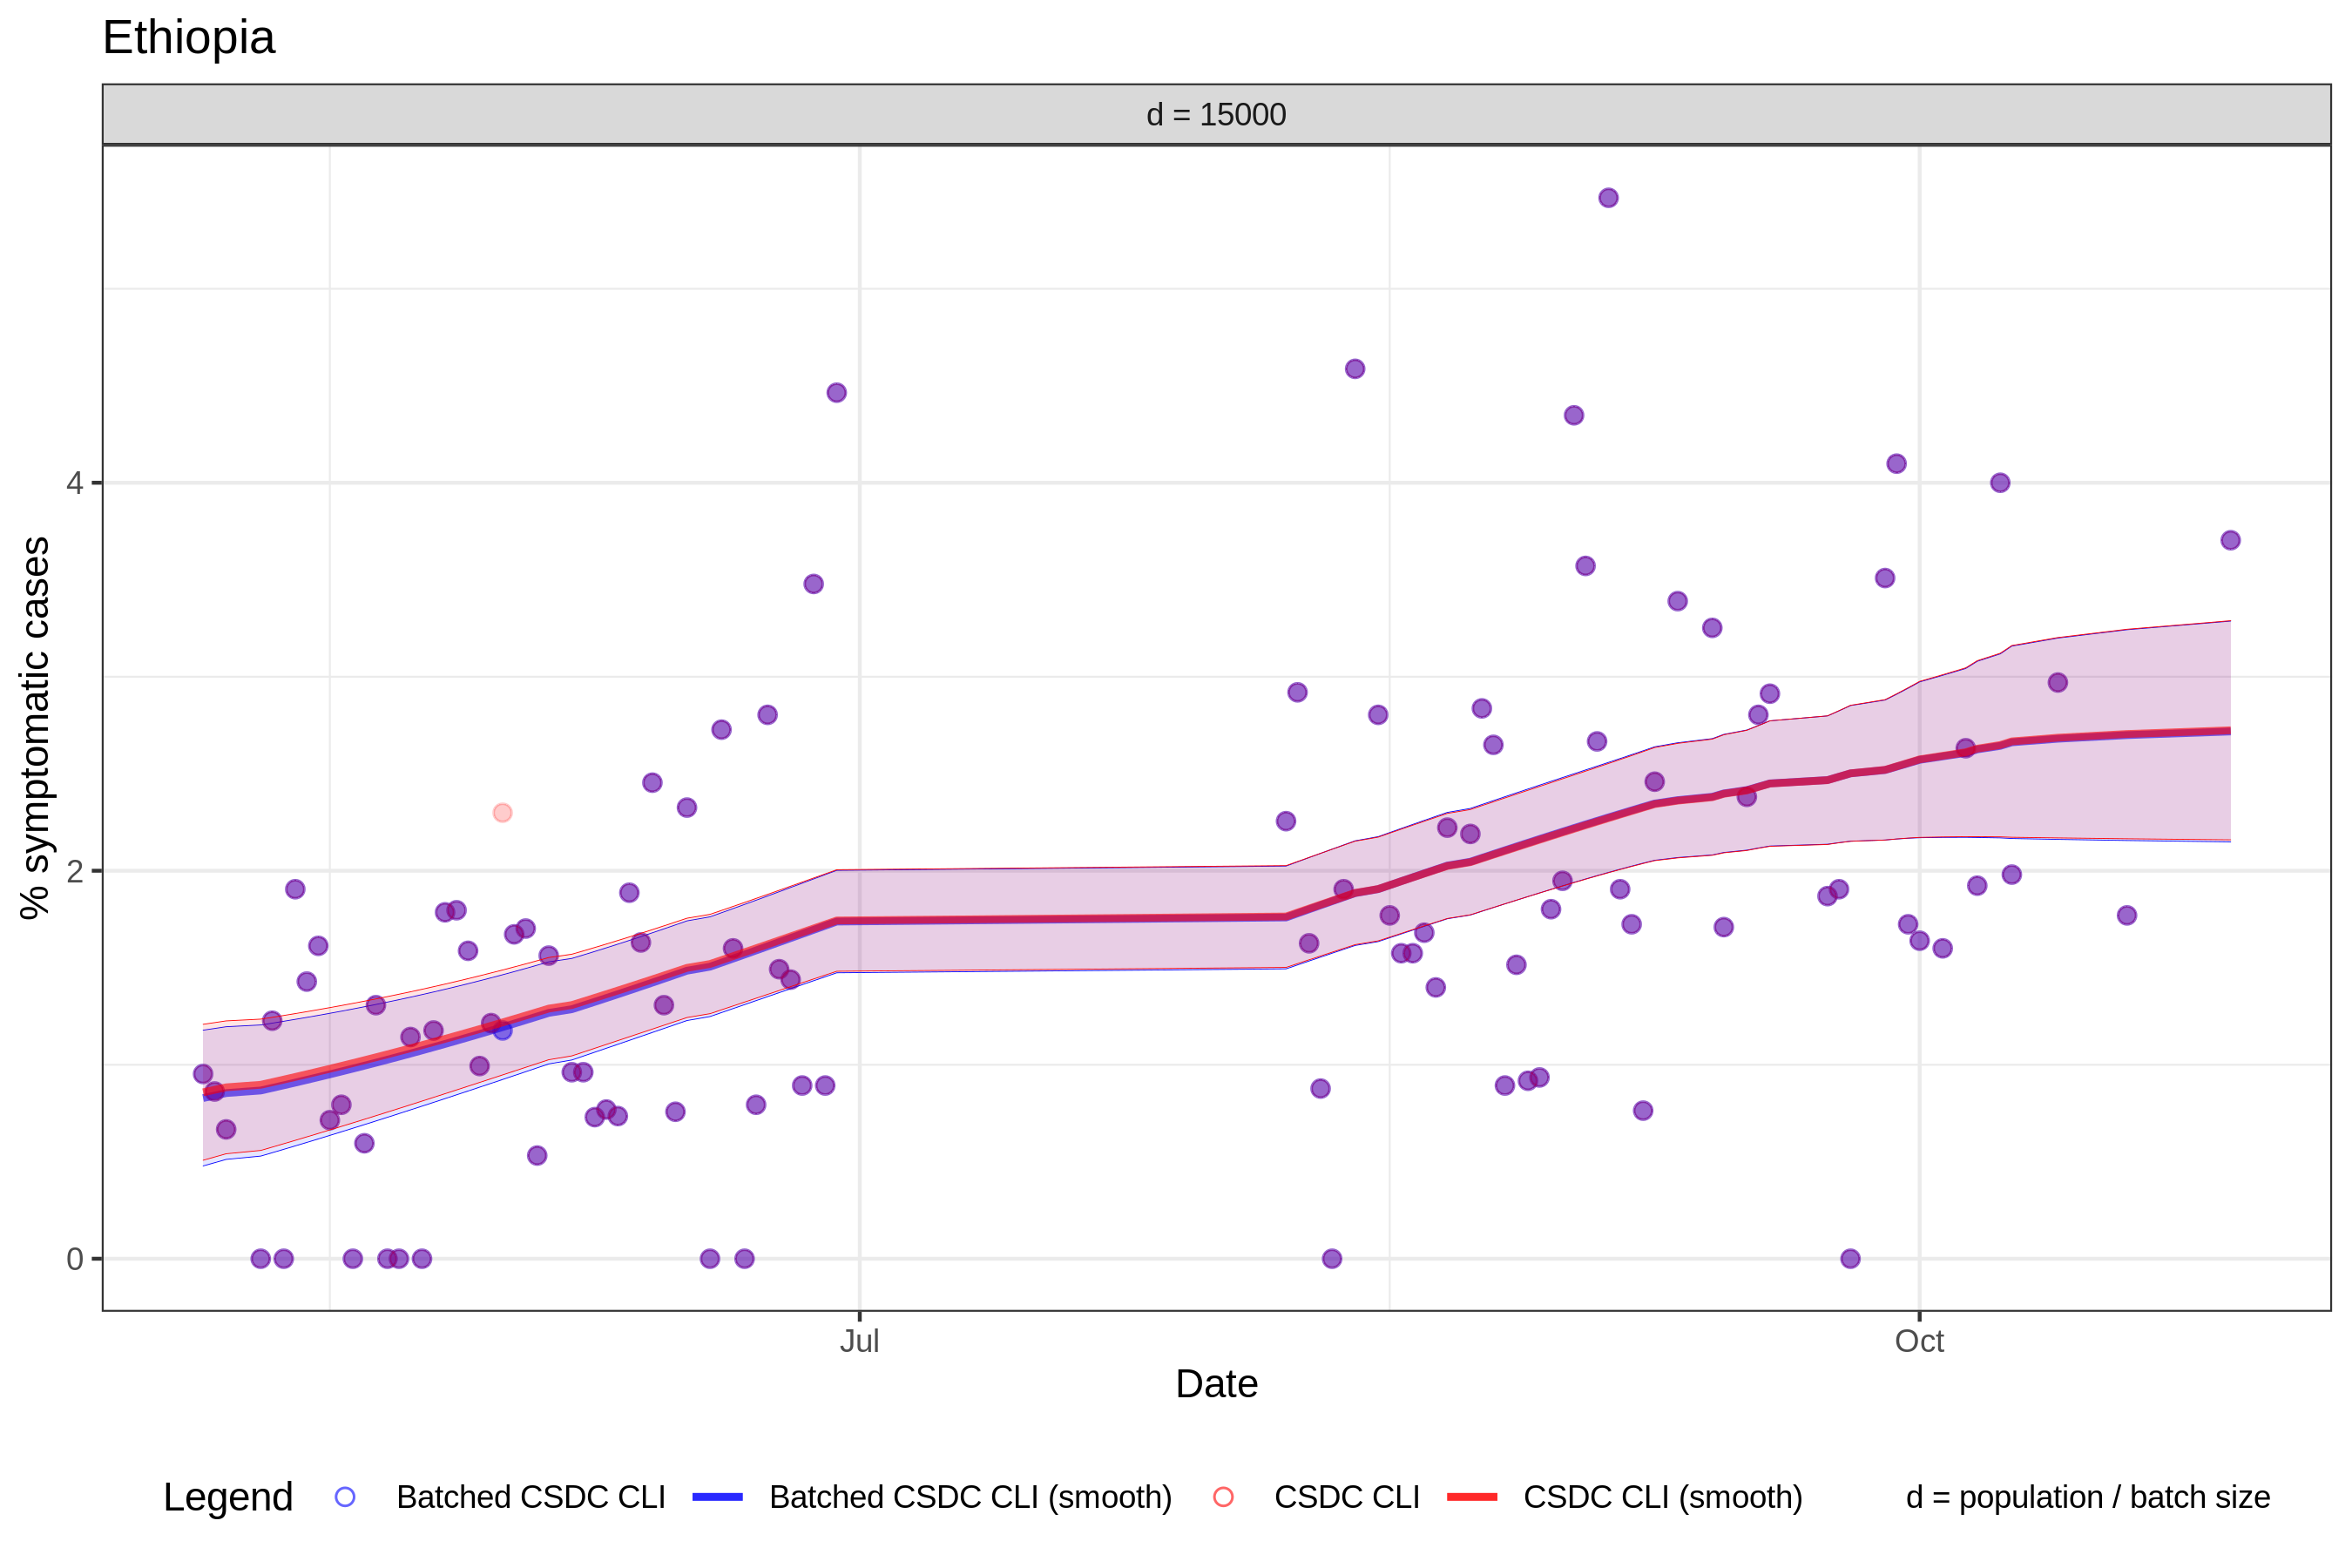 Ethiopia
d = 15000
% symptomatic cases
4
2
0
Jul
Oct
Date
Legend
Batched CSDC CLI
Batched CSDC CLI (smooth)
CSDC CLI
CSDC CLI (smooth)
d = population / batch size